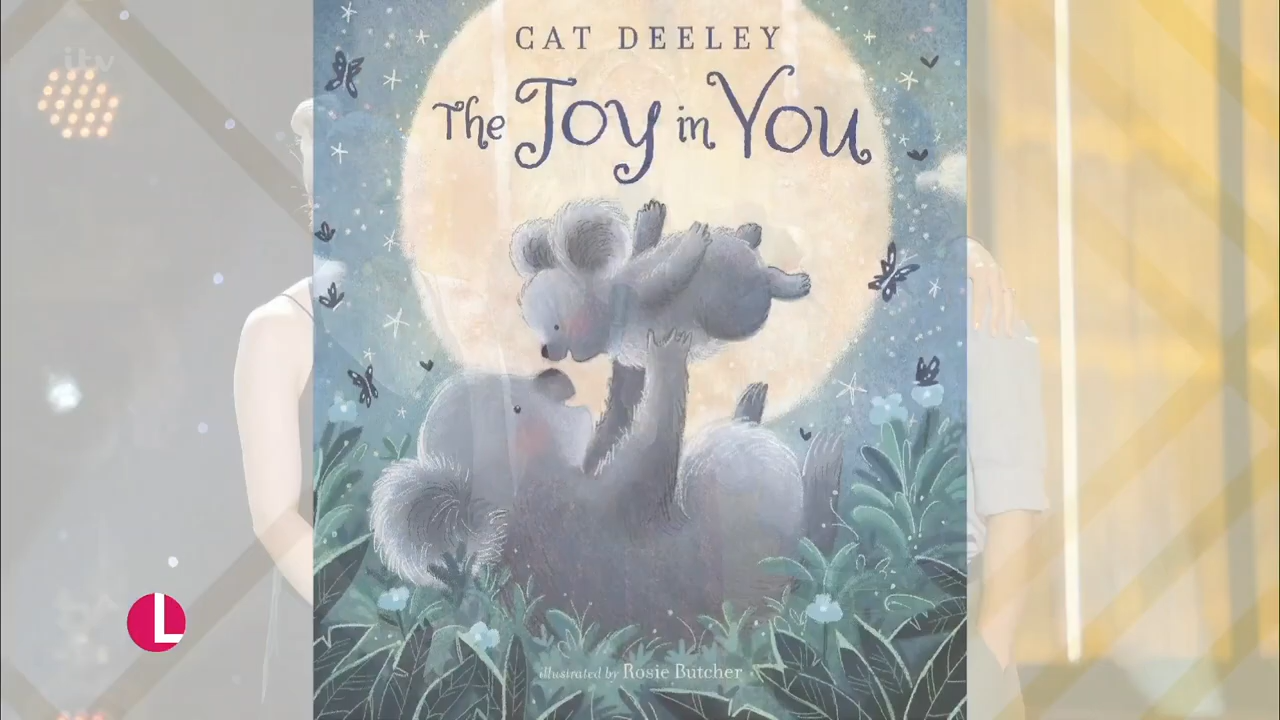 itv
CAT DEELEY
The Joy in You
L
illustrated by Rosie Butcher